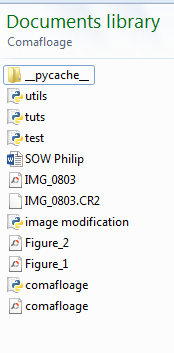 Documents library
Comafloage
__pycache__
utils
tuts
test
SOW Philip
IMG_0803
IMG_0803.CR2
image modification
Figure_2
Figure_1
comafloage
comafloage